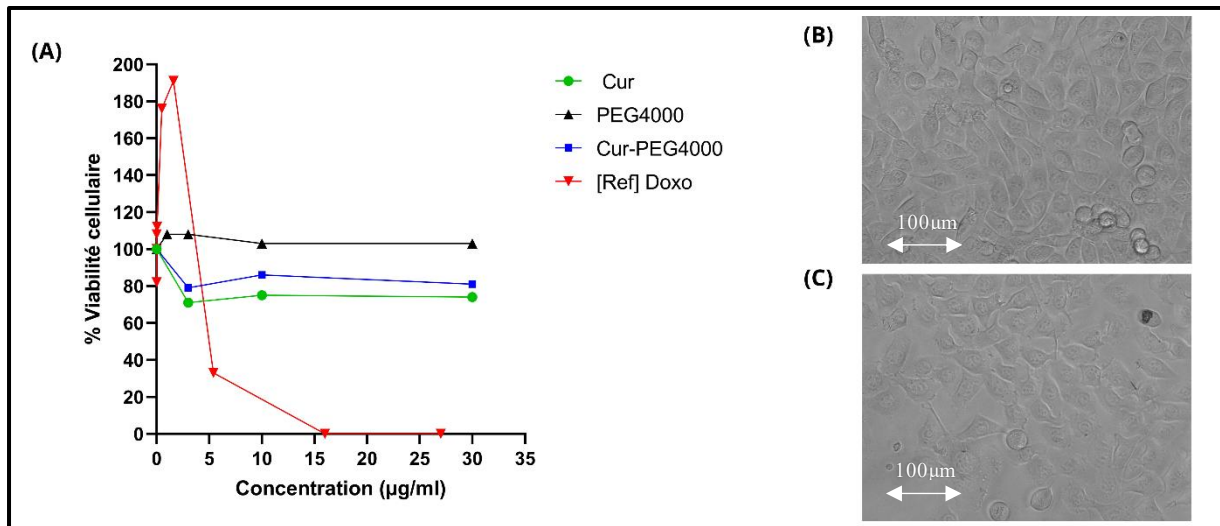 (A)
% Viabilité cellulaire
200
180
160
140
120
100
80
60
40
20
0
0 5 10 15 20 25 30 35
Concentration (µg/ml)
Cur
PEG4000
Cur-PEG4000
[Ref] Doxo
(B)
100µm
(C)
100µm